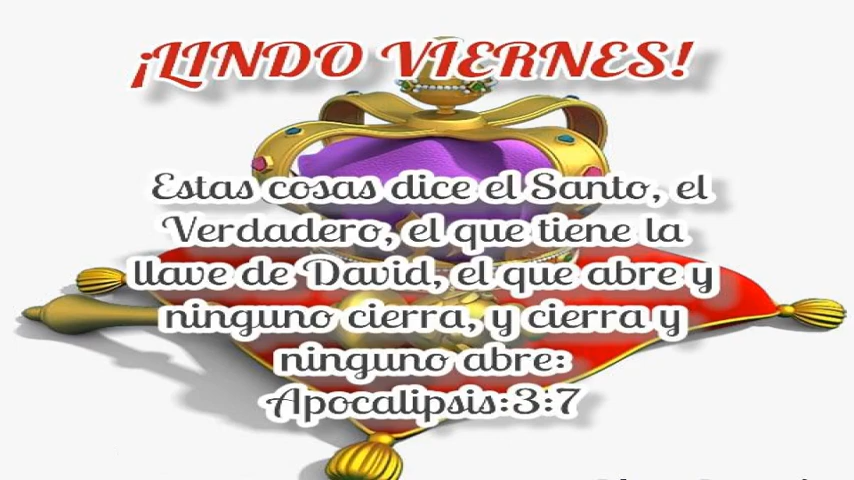 ¡LINDO VIERNES!
Estas cosas dice el Santo, el
Verdadero, el que tiene la
llave de David, el que abre y
ninguno cierra, y cierra y
ninguno abre:
Apocalipsis:3:7